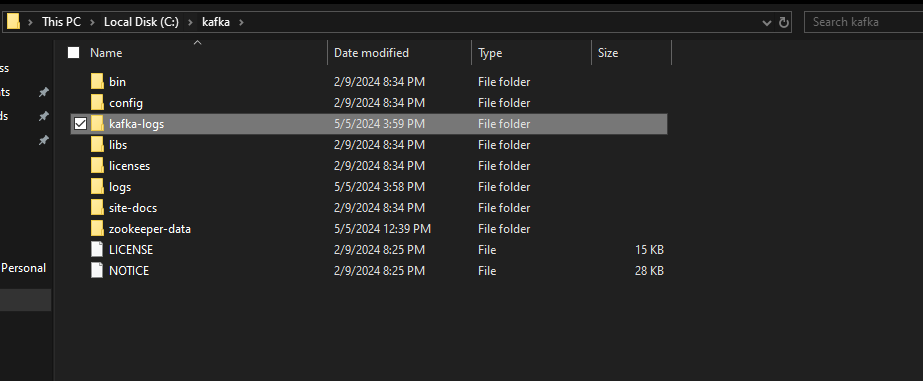 This PC > Local Disk (C:) > kafka >
Search kafka
Name Date modified Type Size
ss
bin 2/9/2024 8:34 PM File folder
ts
config 2/9/2024 8:34 PM File folder
ds
kafka-logs 5/5/2024 3:59 PM File folder
libs 2/9/2024 8:34 PM File folder
licenses 2/9/2024 8:34 PM File folder
logs 5/5/2024 3:58 PM File folder
site-docs 2/9/2024 8:34 PM File folder
zookeeper-data 5/5/2024 12:39 PM File folder
LICENSE 2/9/2024 8:25 PM File 15 KB
Personal
NOTICE 2/9/2024 8:25 PM File 28 KB